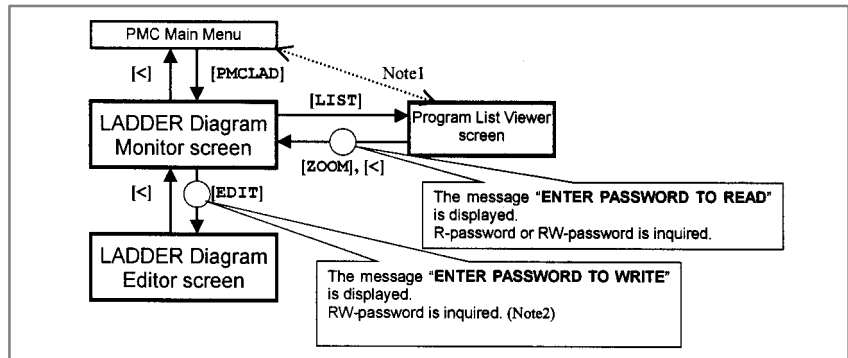 PMC Main Menu
[<]
[PMCLAD]
Note1
[LIST]
LADDER Diagram
Monitor screen
Program List Viewer
screen
[ZOOM], [<]
[<]
[EDIT]
The message "ENTER PASSWORD TO READ"
is displayed.
R-password or RW-password is inquired.
LADDER Diagram
Editor screen
The message "ENTER PASSWORD TO WRITE"
is displayed.
RW-password is inquired. (Note2)